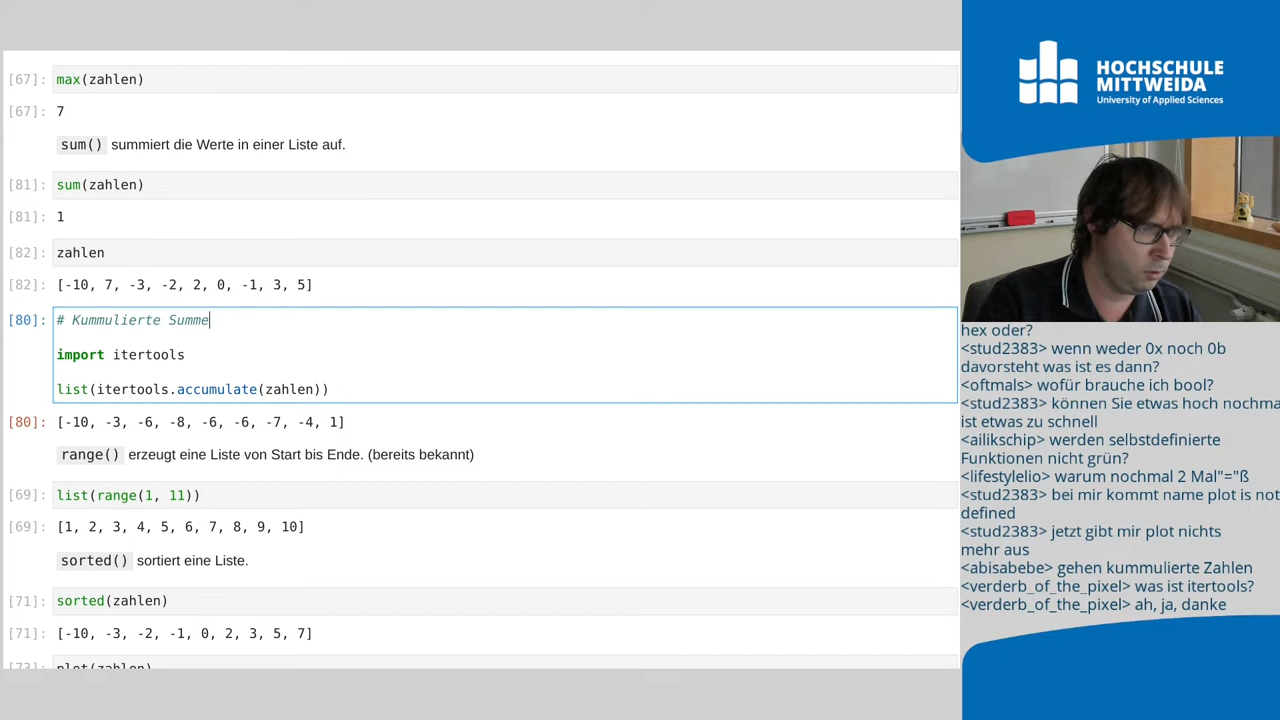 [67]: max(zahlen)
[67]: 7
sum() summiert die Werte in einer Liste auf.
[81]: sum(zahlen)
[81]: 1
[82]: zahlen
[82]: [-10, 7, -3, -2, 2, 0, -1, 3, 5]
[80]: # Kummulierte Summe
import itertools
list(itertools.accumulate(zahlen))
[80]: [-10, -3, -6, -8, -6, -6, -7, -4, 1]
range() erzeugt eine Liste von Start bis Ende. (bereits bekannt)
[69]: list(range(1, 11))
[69]: [1, 2, 3, 4, 5, 6, 7, 8, 9, 10]
sorted() sortiert eine Liste.
[71]: sorted(zahlen)
[71]: [-10, -3, -2, -1, 0, 2, 3, 5, 7]
[73]: plot(zahlen)
HOCHSCHULE
MITTWEIDA
University of Applied Sciences
hex oder?
<stud2383> wenn weder 0x noch 0b
davorsteht was ist es dann?
<oftmals> wofür brauche ich bool?
<stud2383> können Sie etwas hoch nochma
ist etwas zu schnell
<ailikschip> werden selbstdefinierte
Funktionen nicht grün?
<lifestylelio> warum nochmal 2 Mal"="ß
<stud2383> bei mir kommt name plot is not
defined
<stud2383> jetzt gibt mir plot nichts
mehr aus
<abisabebe> gehen kummulierte Zahlen
<verderb_of_the_pixel> was ist itertools?
<verderb_of_the_pixel> ah, ja, danke